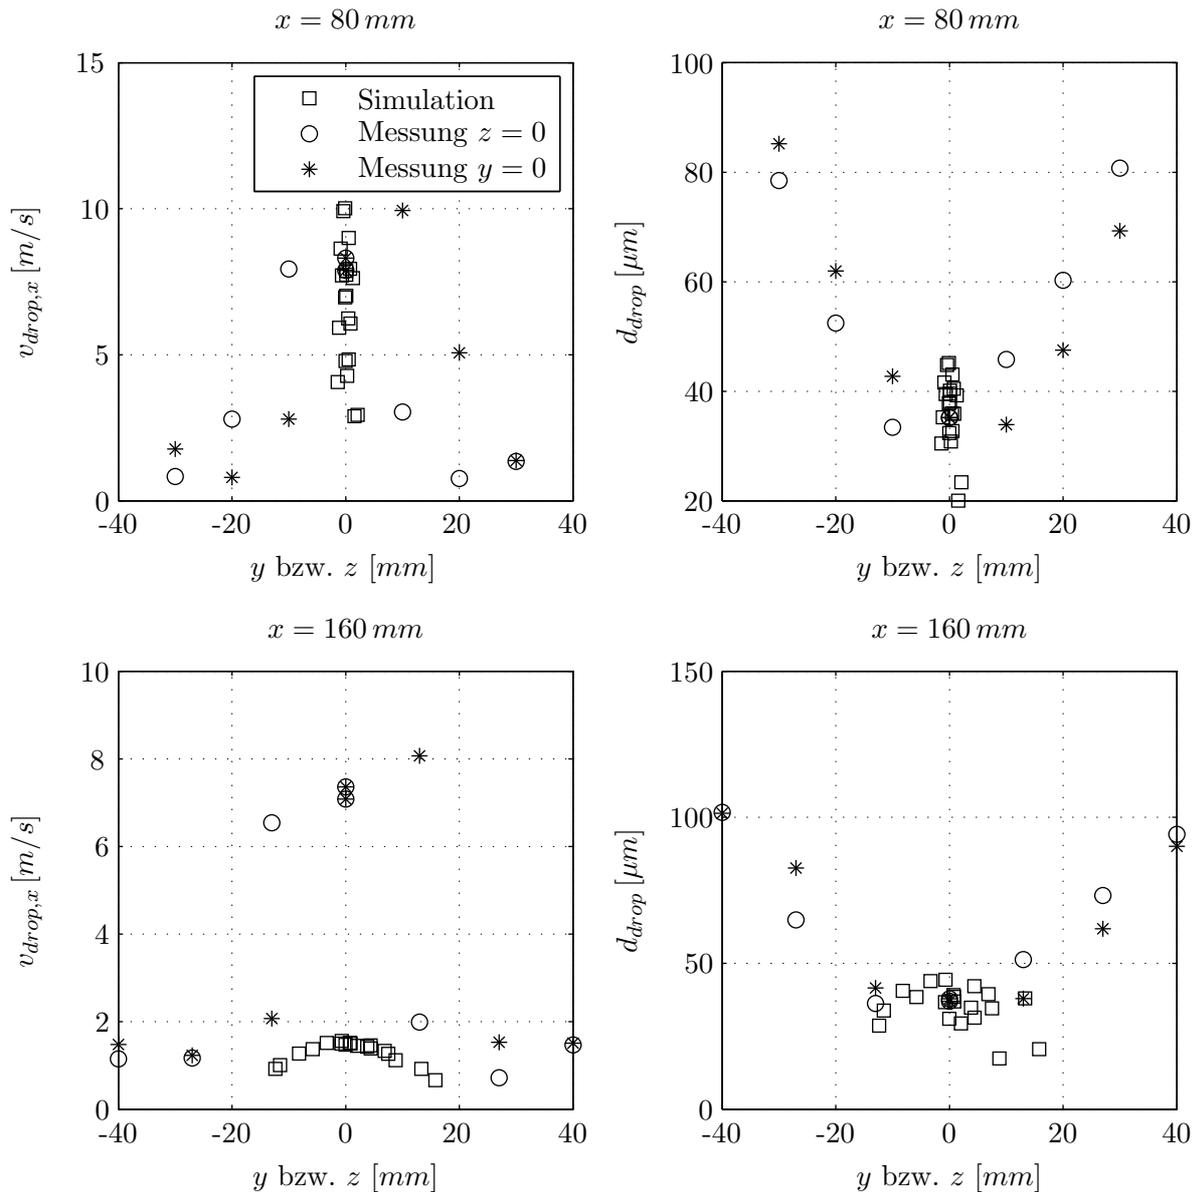 x = 80 mm
15
10
5
0
-40 -20 0 20 40
v_{drop,x} [m/s]
y bzw. z [mm]
Simulation
Messung z = 0
Messung y = 0
x = 80 mm
100
80
60
40
20
-40 -20 0 20 40
d_{drop} [μm]
y bzw. z [mm]
x = 160 mm
10
8
6
4
2
0
-40 -20 0 20 40
v_{drop,x} [m/s]
y bzw. z [mm]
x = 160 mm
150
100
50
0
-40 -20 0 20 40
d_{drop} [μm]
y bzw. z [mm]